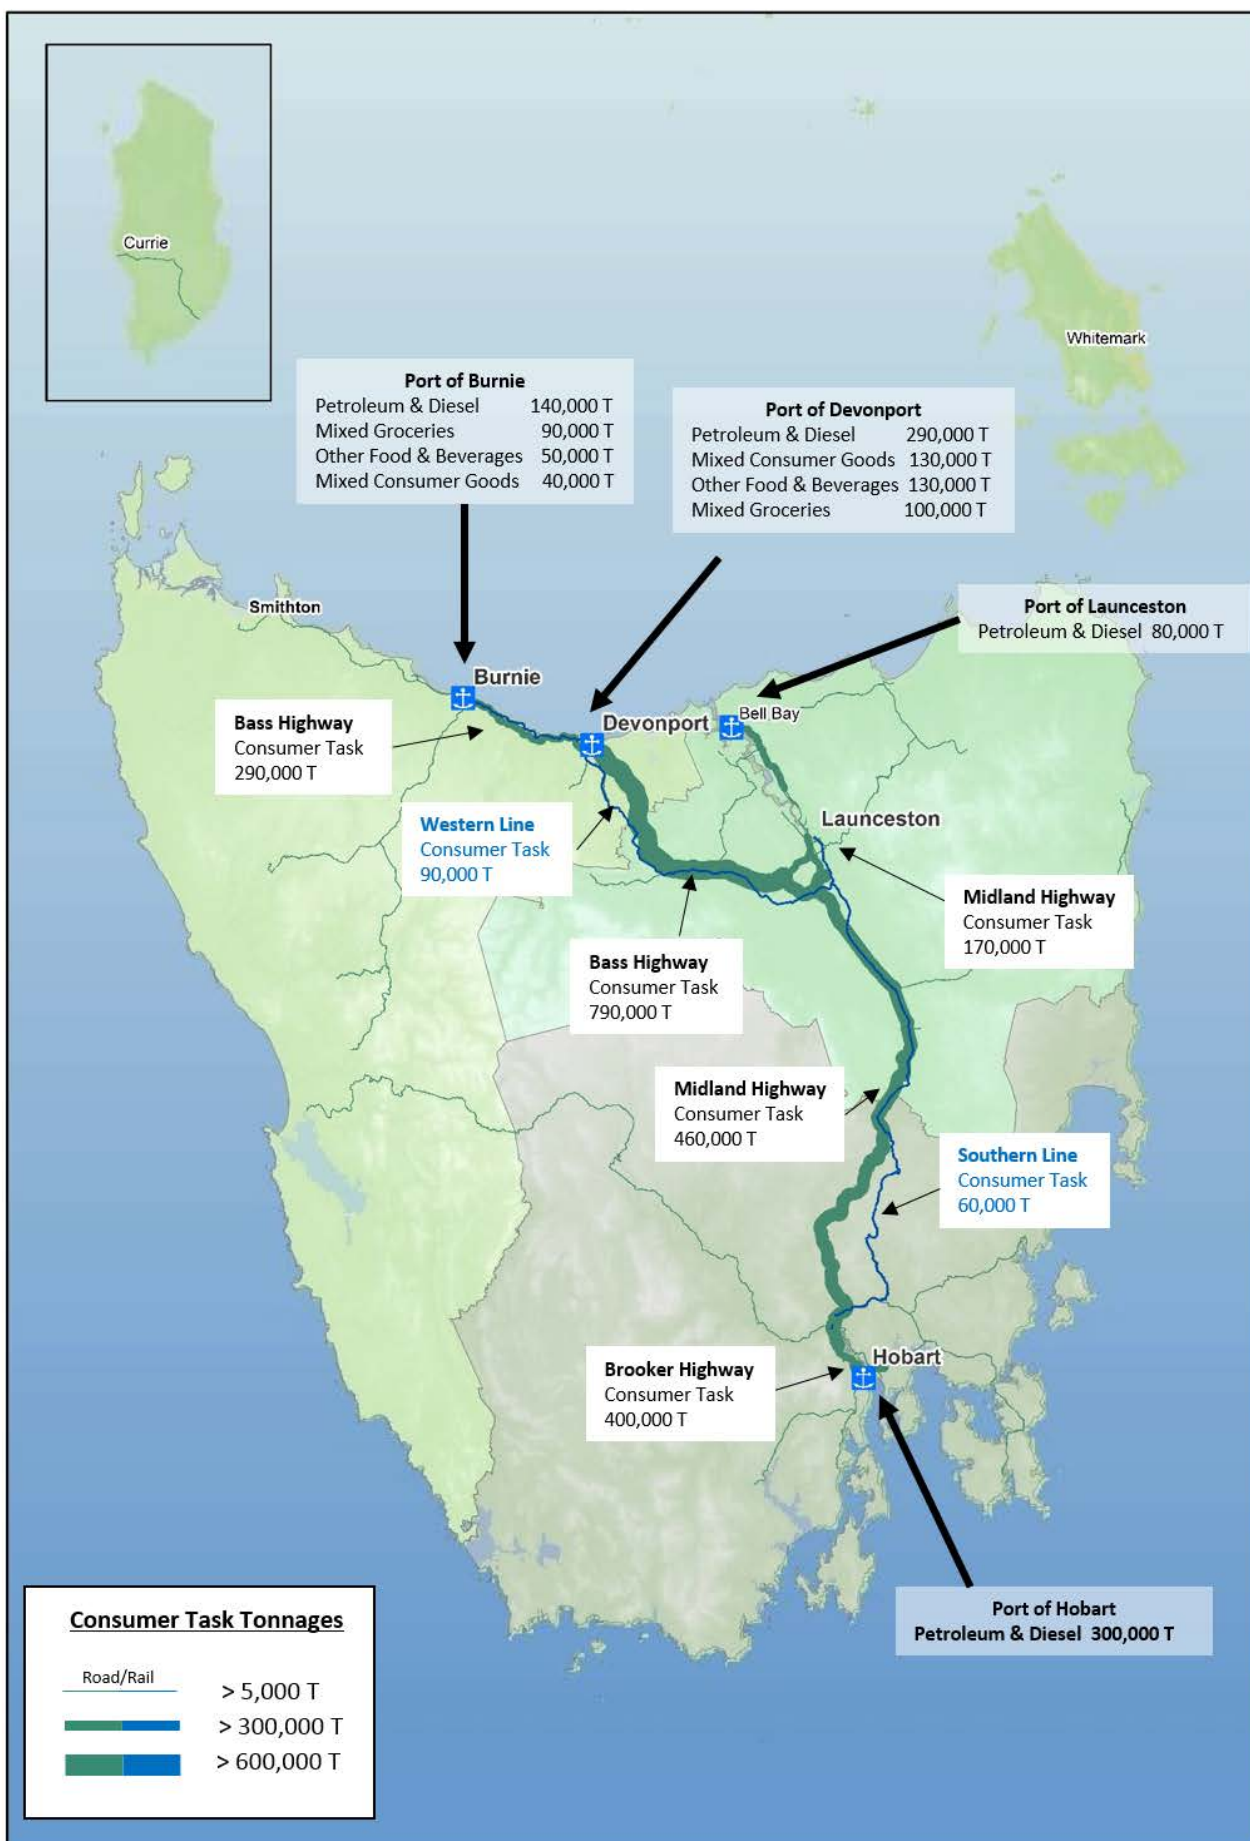 Currie
Whitemark
Port of Burnie
Petroleum & Diesel 140,000 T
Mixed Groceries 90,000 T
Other Food & Beverages 50,000 T
Mixed Consumer Goods 40,000 T
Port of Devonport
Petroleum & Diesel 290,000 T
Mixed Consumer Goods 130,000 T
Other Food & Beverages 130,000 T
Mixed Groceries 100,000 T
Smithton
Port of Launceston
Petroleum & Diesel 80,000 T
Burnie
Devonport
Bell Bay
Bass Highway
Consumer Task
290,000 T
Western Line
Consumer Task
90,000 T
Launceston
Midland Highway
Consumer Task
170,000 T
Bass Highway
Consumer Task
790,000 T
Midland Highway
Consumer Task
460,000 T
Southern Line
Consumer Task
60,000 T
Hobart
Brooker Highway
Consumer Task
400,000 T
Port of Hobart
Petroleum & Diesel 300,000 T
Consumer Task Tonnages
Road/Rail
> 5,000 T
> 300,000 T
> 600,000 T